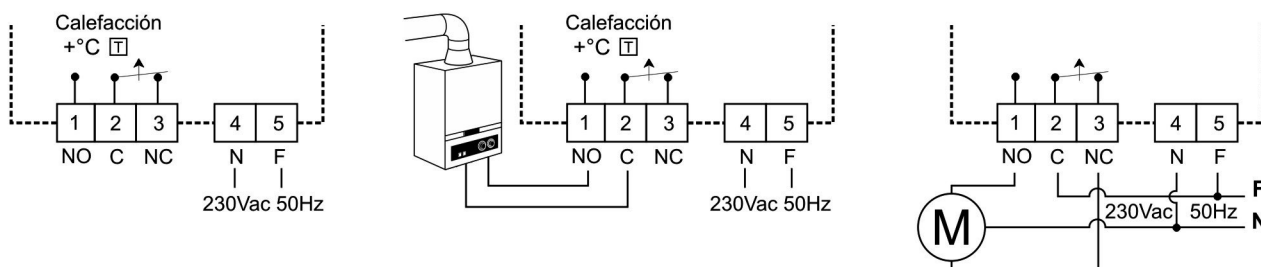 Calefacción
+°C T
1 2 3 4 5
NO C NC N F
230Vac 50Hz
Calefacción
+°C T
1 2 3 4 5
NO C NC N F
230Vac 50Hz
1 2 3 4 5
NO C NC N F
F
230Vac 50Hz
N
M